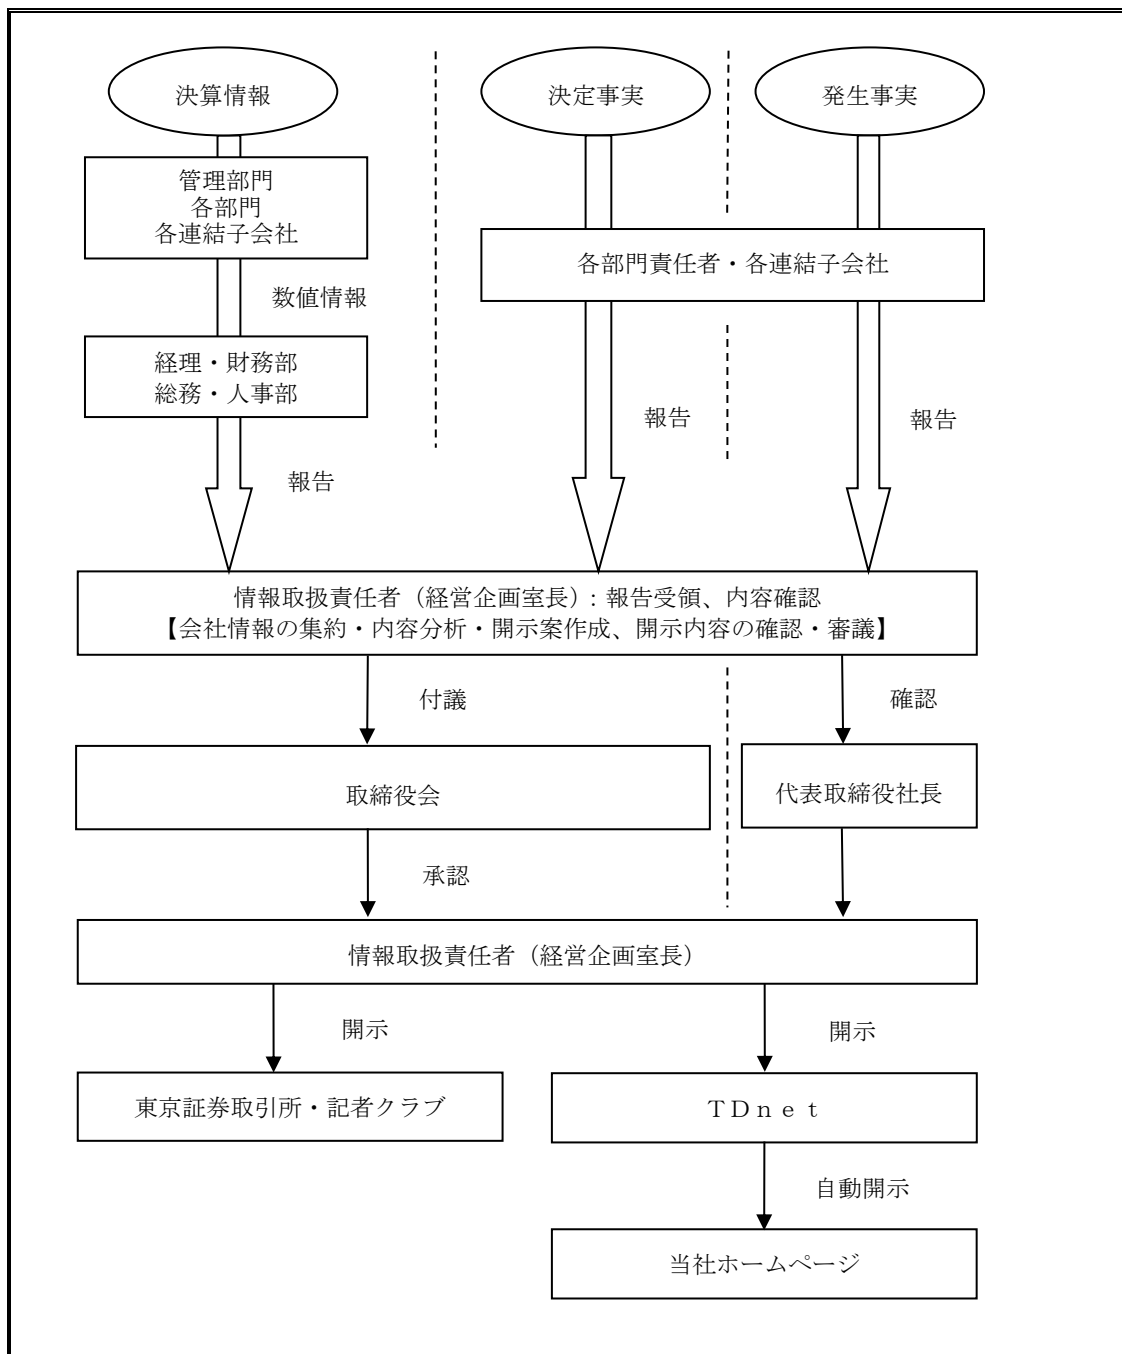 決算情報
決定事実
発生事実
管理部門
各部門
各連結子会社
各部門責任者・各連結子会社
数値情報
経理・財務部
総務・人事部
報告
報告
報告
情報取扱責任者（経営企画室長）：報告受領、内容確認
【会社情報の集約・内容分析・開示案作成、開示内容の確認・審議】
付議
確認
取締役会
代表取締役社長
承認
情報取扱責任者（経営企画室長）
開示
開示
東京証券取引所・記者クラブ
ＴＤｎｅｔ
自動開示
当社ホームページ